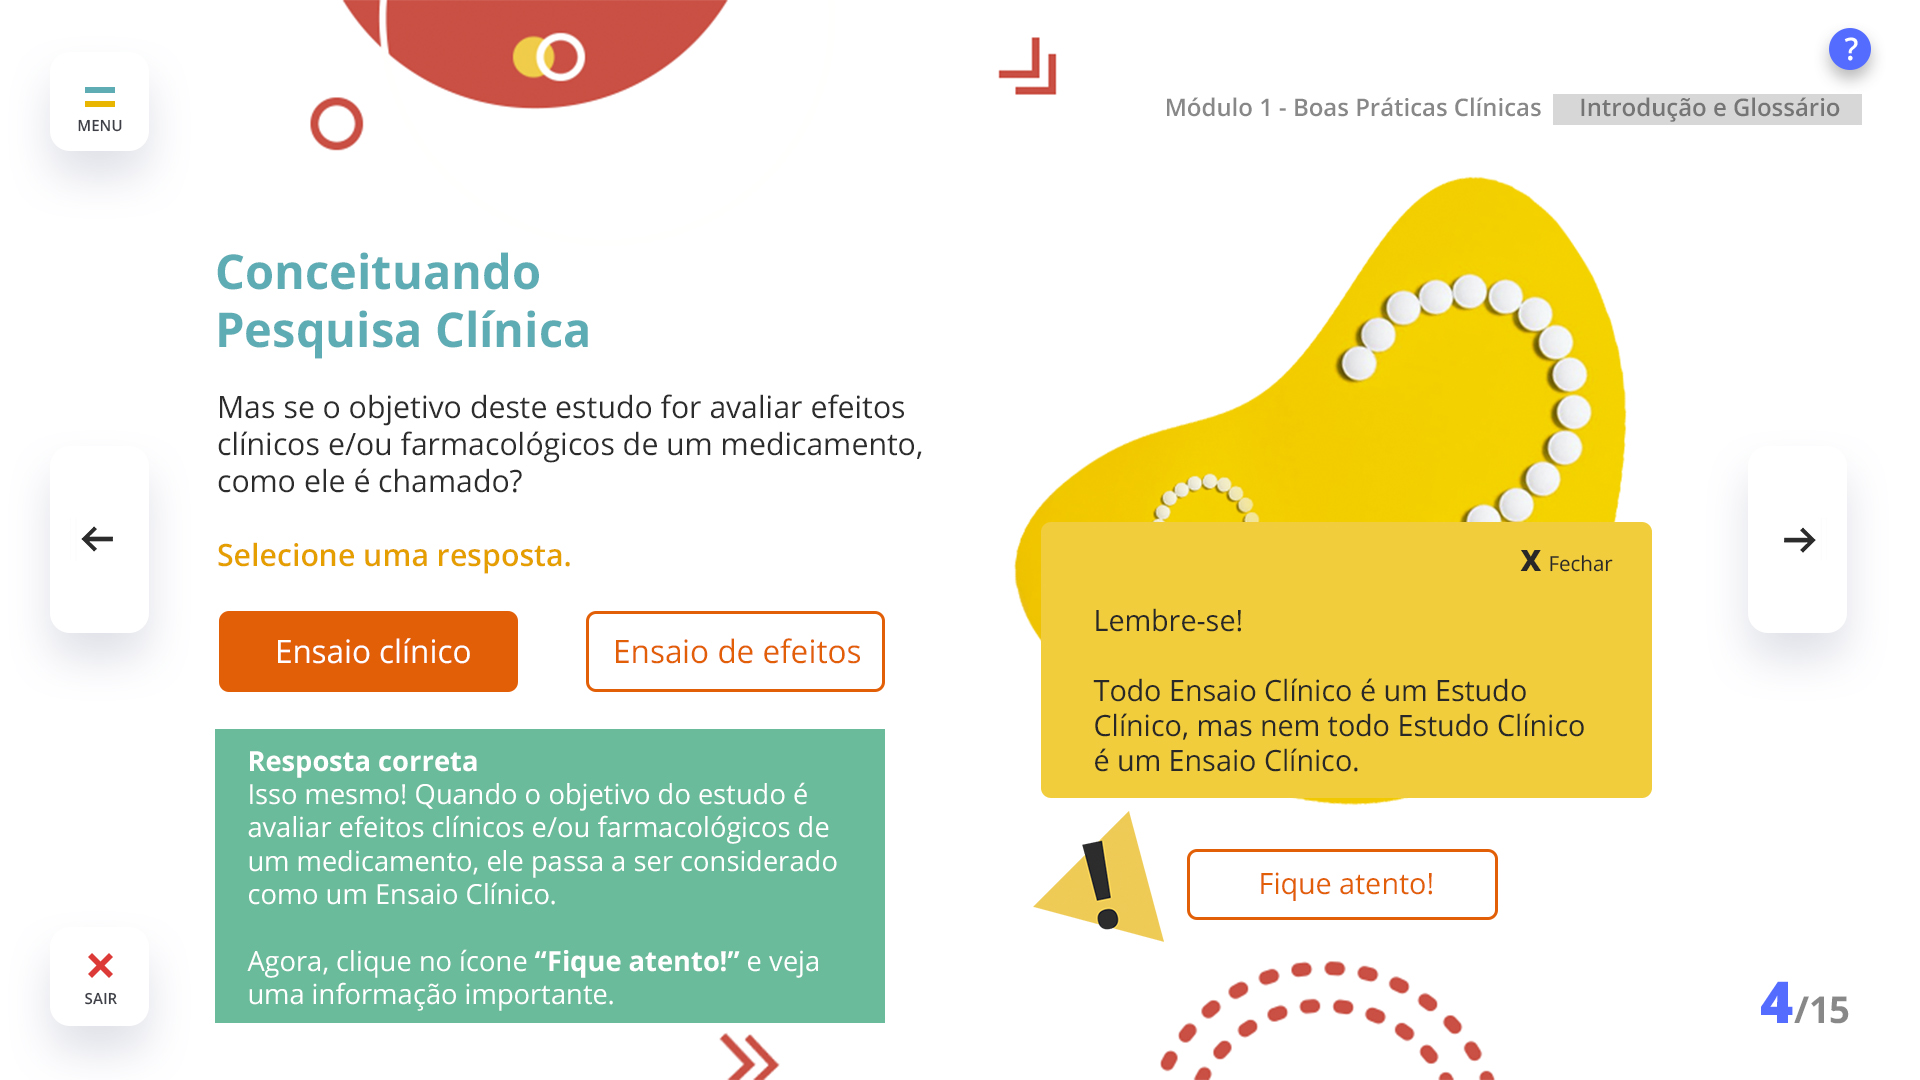 ?
MENU
Módulo 1 - Boas Práticas Clínicas Introdução e Glossário
Conceituando
Pesquisa Clínica
Mas se o objetivo deste estudo for avaliar efeitos
clínicos e/ou farmacológicos de um medicamento,
como ele é chamado?
Selecione uma resposta.
Ensaio clínico
Ensaio de efeitos
Resposta correta
Isso mesmo! Quando o objetivo do estudo é
avaliar efeitos clínicos e/ou farmacológicos de
um medicamento, ele passa a ser considerado
como um Ensaio Clínico.
Agora, clique no ícone “Fique atento!” e veja
uma informação importante.
X Fechar
Lembre-se!
Todo Ensaio Clínico é um Estudo
Clínico, mas nem todo Estudo Clínico
é um Ensaio Clínico.
!
Fique atento!
SAIR
4/15